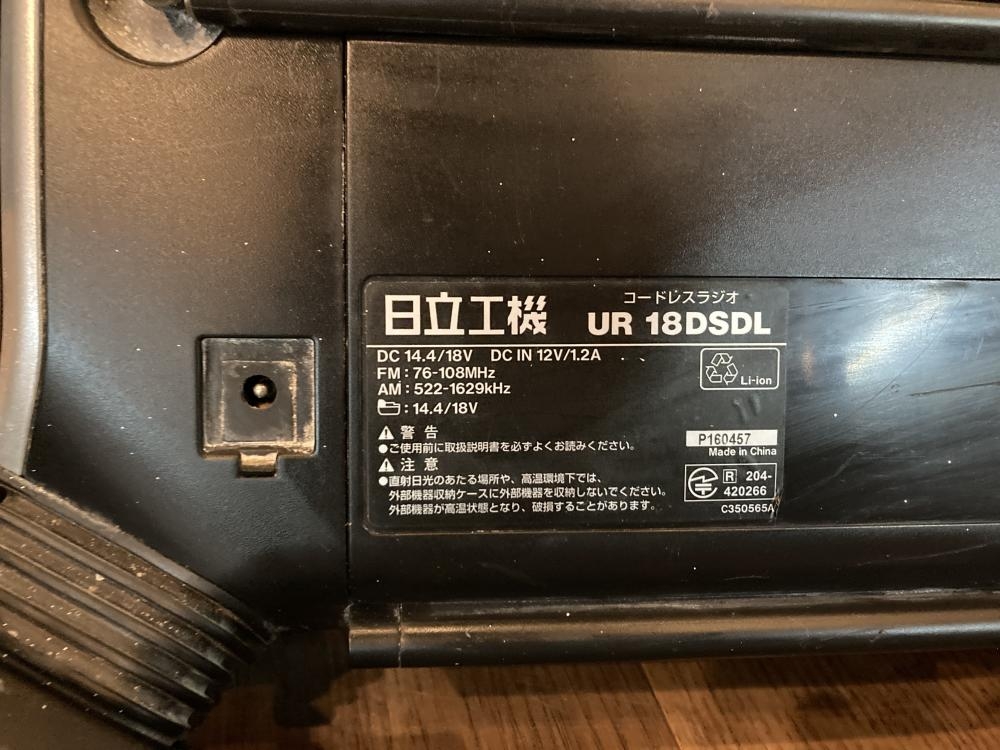 日立工機
コードレスラジオ
UR 18DSDL
DC 14.4/18V DC IN 12V/1.2A
FM : 76-108MHz
AM : 522-1629kHz
: 14.4/18V
Li-ion
警告
●ご使用前に取扱説明書を必ずよくお読みください。
注意
●直射日光のあたる場所や、高温環境下では、
外部機器収納ケースに外部機器を収納しないでください。
外部機器が高温状態となり、破損することがあります。
P160457
Made in China
R 204-
420266
C350565A